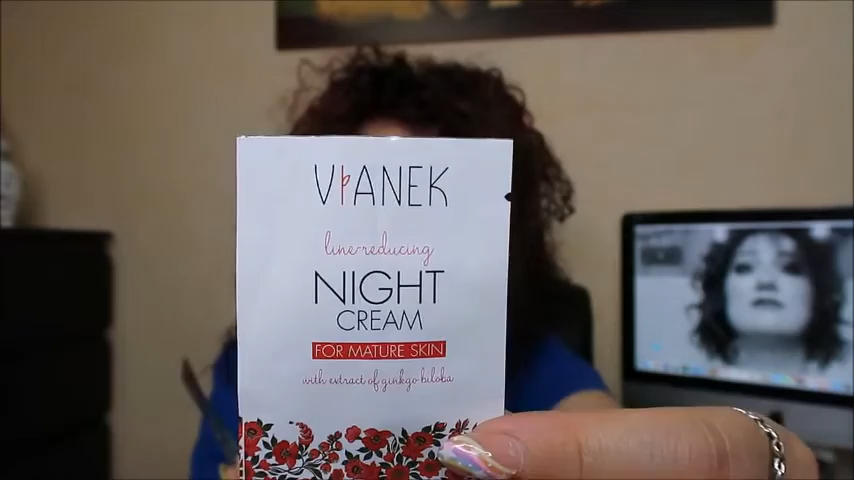 VIANEK
line-reducing
NIGHT
CREAM
FOR MATURE SKIN
with extract of ginkgo biloba